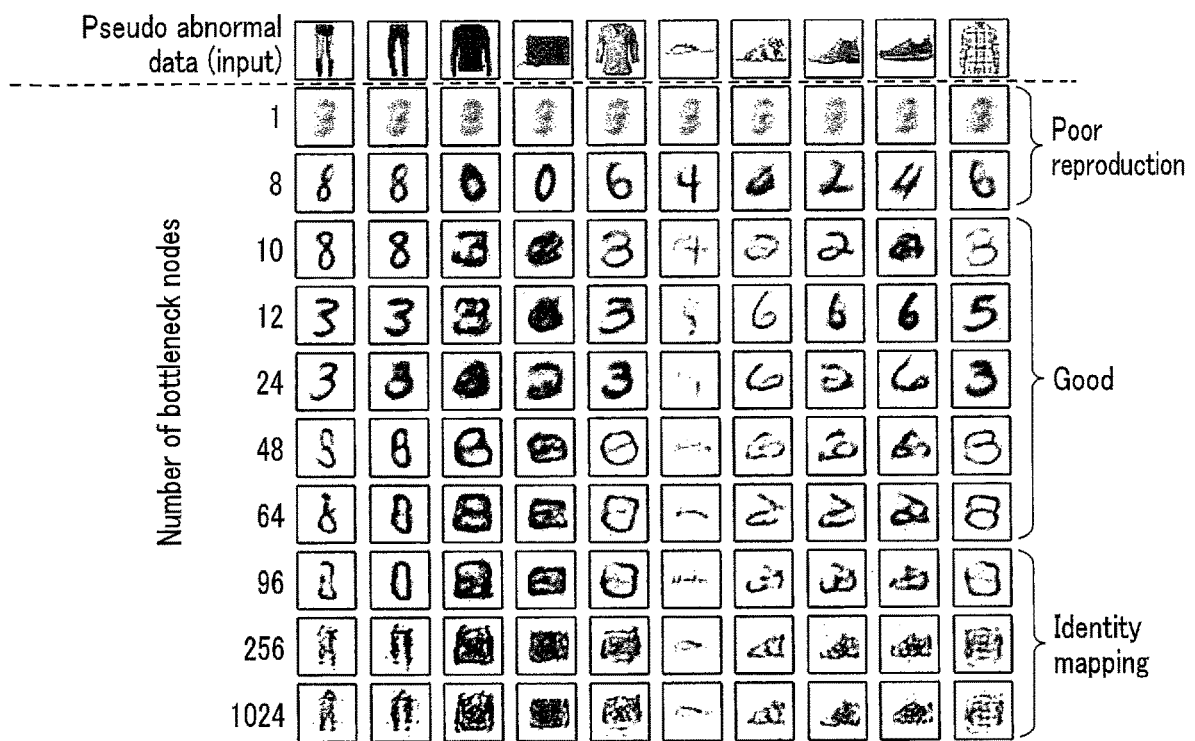 Pseudo abnormal
data (input)
Number of bottleneck nodes
1
8
10
12
24
48
64
96
256
1024
Poor
reproduction
Good
Identity
mapping